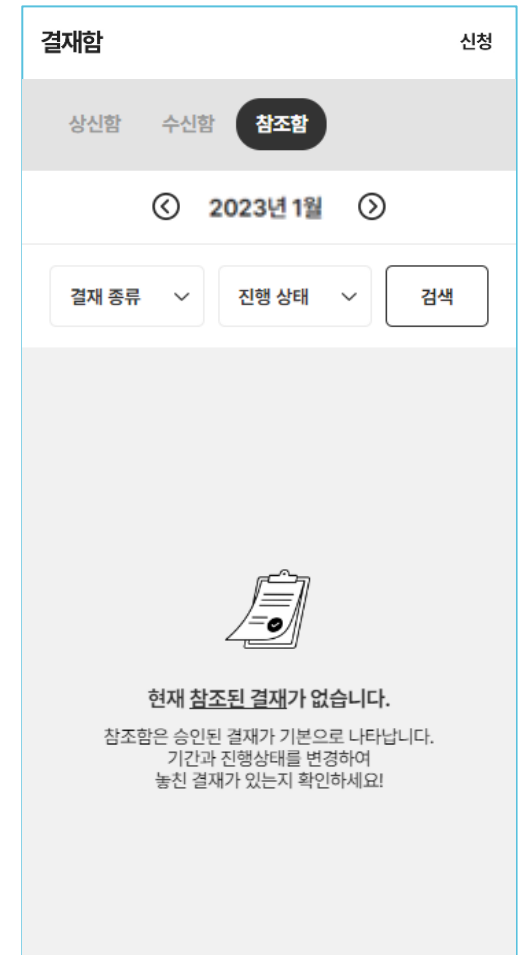 결재함 신청
상신함 수신함 참조함
2023년 1월
결재 종류 진행 상태 검색
현재 참조된 결재가 없습니다.
참조함은 승인된 결재가 기본으로 나타납니다.
기간과 진행상태를 변경하여
놓친 결재가 있는지 확인하세요!